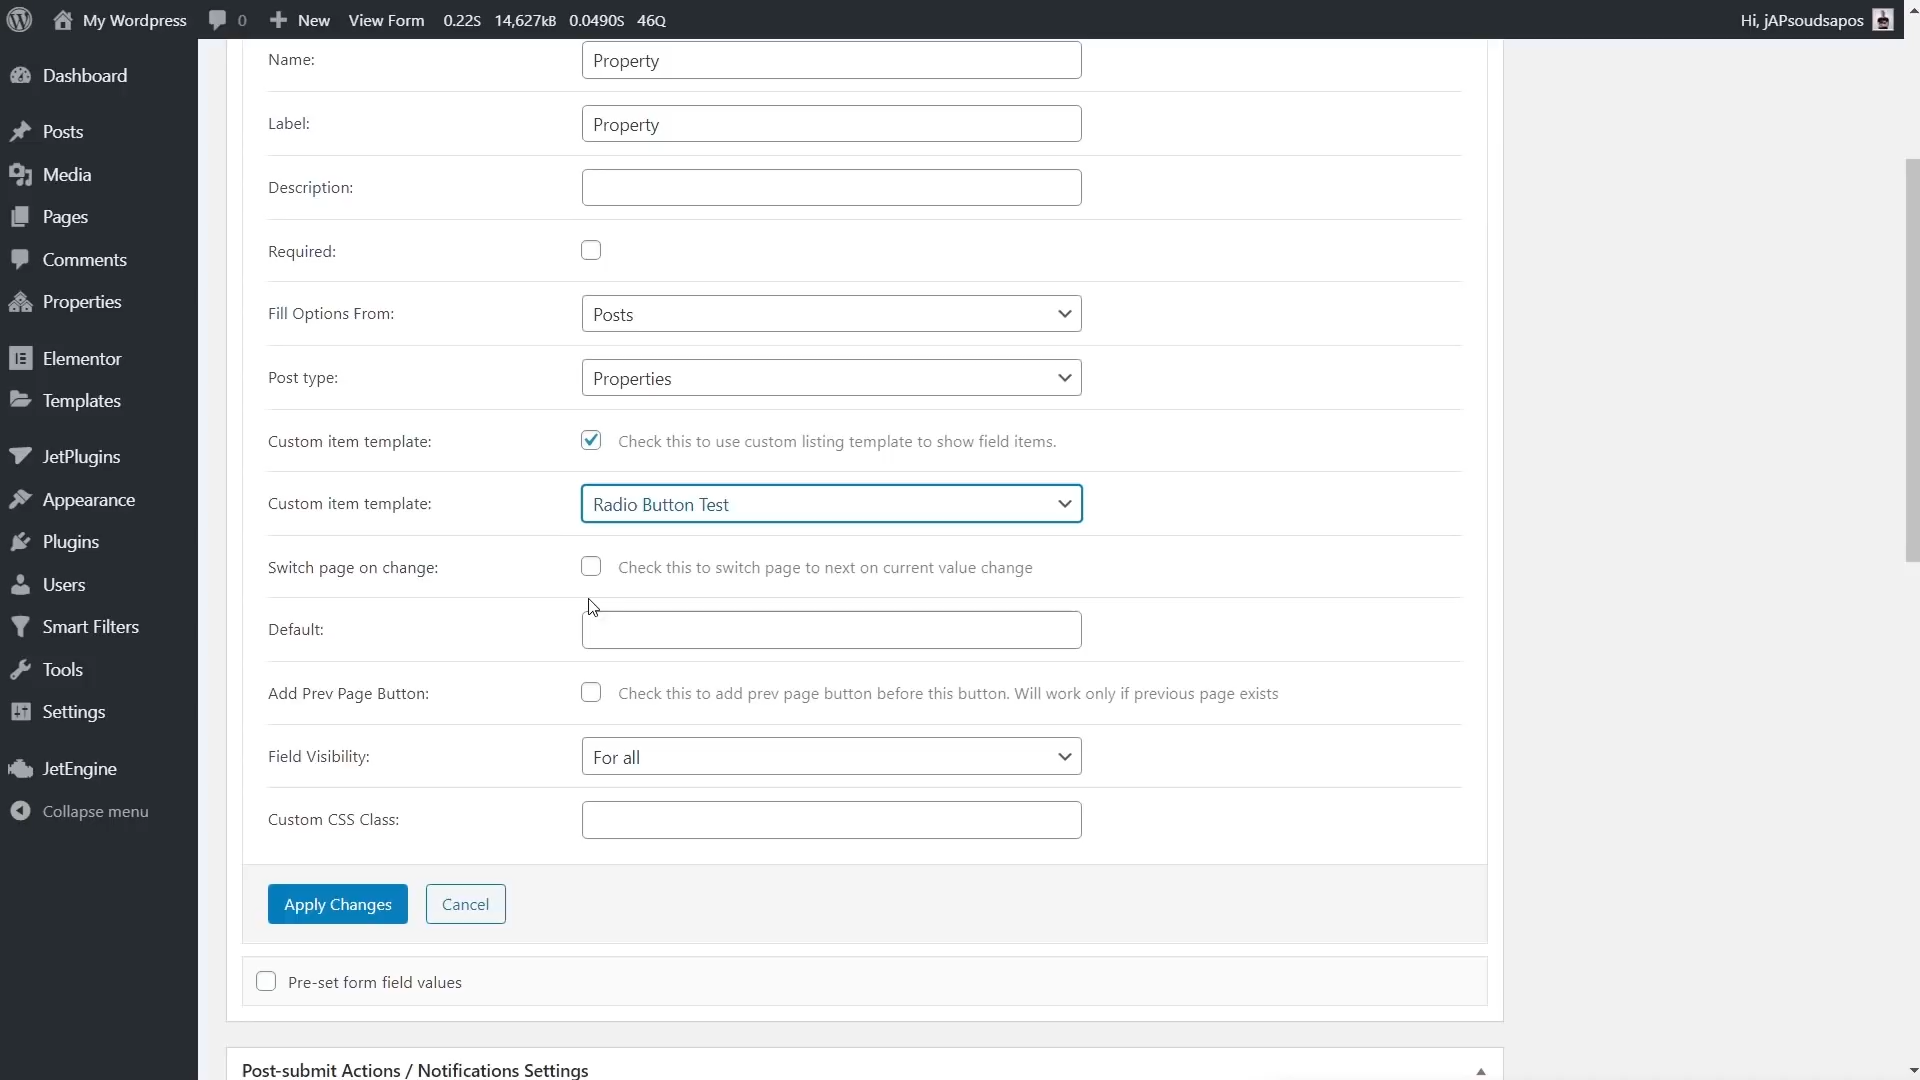 My Wordpress 0 New View Form 0.22S 14,627KB 0.0490S 46Q Hi, jAPsoudsapos
Dashboard
Posts
Media
Pages
Comments
Properties
Elementor
Templates
JetPlugins
Appearance
Plugins
Users
Smart Filters
Tools
Settings
JetEngine
Collapse menu
Name: Property
Label: Property
Description:
Required:
Fill Options From: Posts
Post type: Properties
Custom item template: Check this to use custom listing template to show field items.
Custom item template: Radio Button Test
Switch page on change: Check this to switch page to next on current value change
Default:
Add Prev Page Button: Check this to add prev page button before this button. Will work only if previous page exists
Field Visibility: For all
Custom CSS Class:
Apply Changes Cancel
Pre-set form field values
Post-submit Actions / Notifications Settings